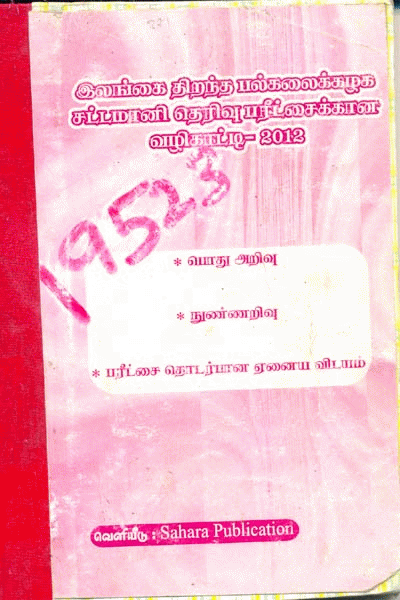 இலங்கை திறந்த பல்கலைக்கழக
சட்டமானி தெரிவு பரீட்சைக்கான
வழிகாட்டி - 2012
19523
* பொது அறிவு
* நுண்ணறிவு
* பரீட்சை தொடர்பான ஏனைய விடயம்
வெளியீடு : Sahara Publication